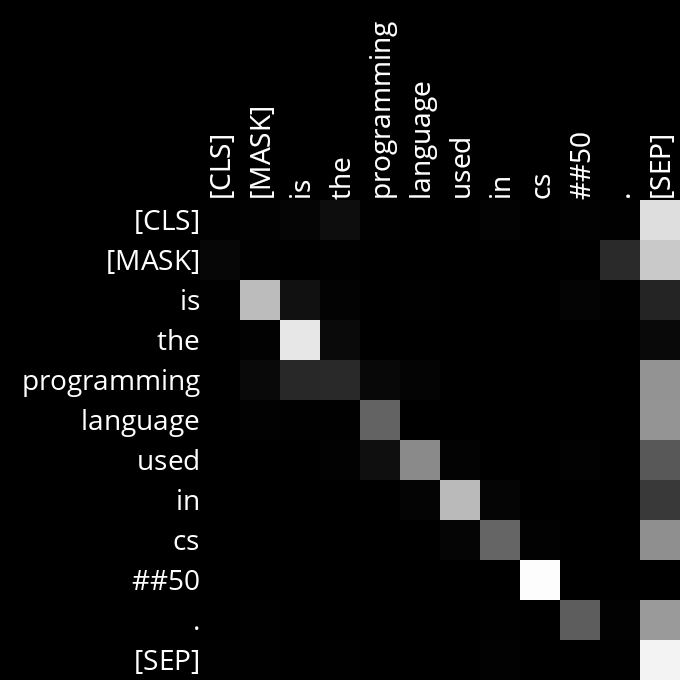 [CLS] [MASK] is the programming language used in cs ##50 . [SEP]
[CLS]
[MASK]
is
the
programming
language
used
in
cs
##50
.
[SEP]